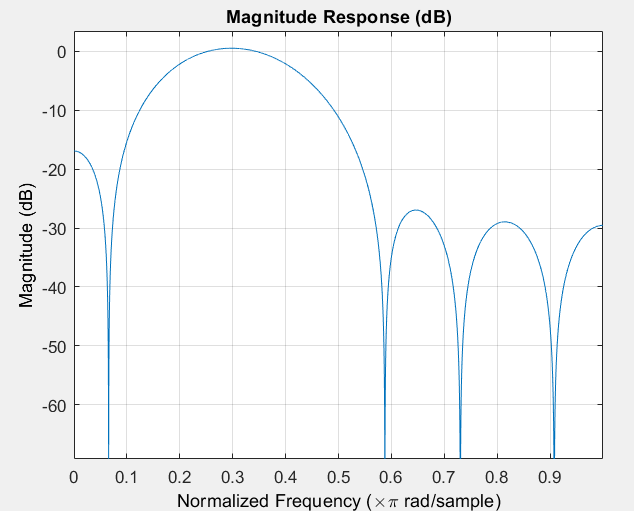 Magnitude Response (dB)
0
-10
-20
-30
-40
-50
-60
Magnitude (dB)
0 0.1 0.2 0.3 0.4 0.5 0.6 0.7 0.8 0.9
Normalized Frequency (×π rad/sample)